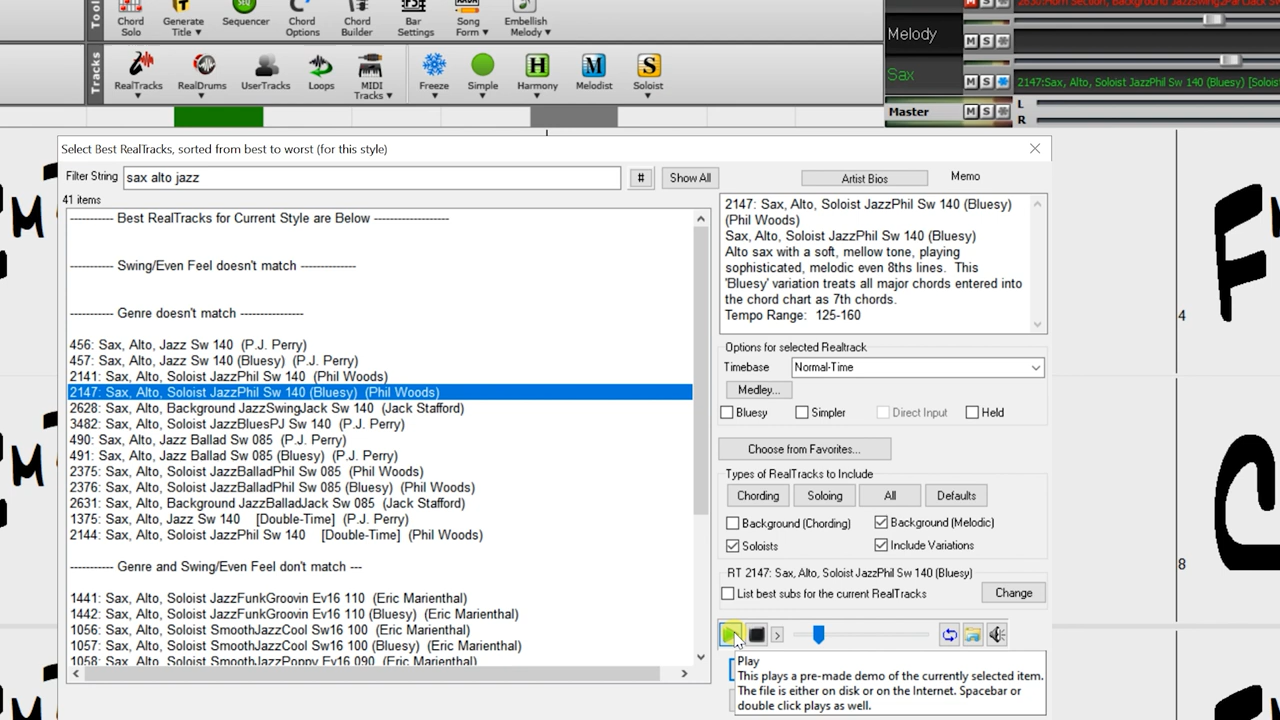 Tool
Chord
Solo
Generate
Title ▾
Sequencer
Chord
Options
Chord
Builder
Bar
Settings
Song
Form ▾
Embellish
Melody ▾
Melody
M S
Sax
M S
2147:Sax, Alto, Soloist JazzPhil Sw 140 (Bluesy) [Solois
Master
M S
L
R
Tracks
RealTracks
RealDrums
UserTracks
Loops
MIDI
Tracks ▾
Freeze
Simple
H
Harmony
M
Melodist
S
Soloist
Select Best RealTracks, sorted from best to worst (for this style)
Filter String
sax alto jazz
#
Show All
Artist Bios
Memo
41 items
---------- Best RealTracks for Current Style are Below -------------------
---------- Swing/Even Feel doesn't match --------------
---------- Genre doesn't match ----------------
456: Sax, Alto, Jazz Sw 140 (P.J. Perry)
457: Sax, Alto, Jazz Sw 140 (Bluesy) (P.J. Perry)
2141: Sax, Alto, Soloist JazzPhil Sw 140 (Phil Woods)
2147: Sax, Alto, Soloist JazzPhil Sw 140 (Bluesy) (Phil Woods)
2628: Sax, Alto, Background JazzSwingJack Sw 140 (Jack Stafford)
3482: Sax, Alto, Soloist JazzBluesPJ Sw 140 (P.J. Perry)
490: Sax, Alto, Jazz Ballad Sw 085 (P.J. Perry)
491: Sax, Alto, Jazz Ballad Sw 085 (Bluesy) (P.J. Perry)
2375: Sax, Alto, Soloist JazzBalladPhil Sw 085 (Phil Woods)
2376: Sax, Alto, Soloist JazzBalladPhil Sw 085 (Bluesy) (Phil Woods)
2631: Sax, Alto, Background JazzBalladJack Sw 085 (Jack Stafford)
1375: Sax, Alto, Jazz Sw 140 [Double-Time] (P.J. Perry)
2144: Sax, Alto, Soloist JazzPhil Sw 140 [Double-Time] (Phil Woods)
---------- Genre and Swing/Even Feel don't match ---
1441: Sax, Alto, Soloist JazzFunkGroovin Ev16 110 (Eric Marienthal)
1442: Sax, Alto, Soloist JazzFunkGroovin Ev16 110 (Bluesy) (Eric Marienthal)
1056: Sax, Alto, Soloist SmoothJazzCool Sw16 100 (Eric Marienthal)
1057: Sax, Alto, Soloist SmoothJazzCool Sw16 100 (Bluesy) (Eric Marienthal)
1058: Sax, Alto, Soloist SmoothJazzPoppy Ev16 090 (Eric Marienthal)
2147: Sax, Alto, Soloist JazzPhil Sw 140 (Bluesy)
(Phil Woods)
Sax, Alto, Soloist JazzPhil Sw 140 (Bluesy)
Alto sax with a soft, mellow tone, playing
sophisticated, melodic even 8ths lines. This
'Bluesy' variation treats all major chords entered into
the chord chart as 7th chords.
Tempo Range: 125-160
Options for selected Realtrack
Timebase
Normal-Time
Medley...
Bluesy
Simpler
Direct Input
Held
Choose from Favorites...
Types of RealTracks to Include
Chording
Soloing
All
Defaults
Background (Chording)
Background (Melodic)
Soloists
Include Variations
RT 2147: Sax, Alto, Soloist JazzPhil Sw 140 (Bluesy)
List best subs for the current RealTracks
Change
Play
This plays a pre-made demo of the currently selected item.
The file is either on disk or on the Internet. Spacebar or
double click plays as well.
4
F
8
C